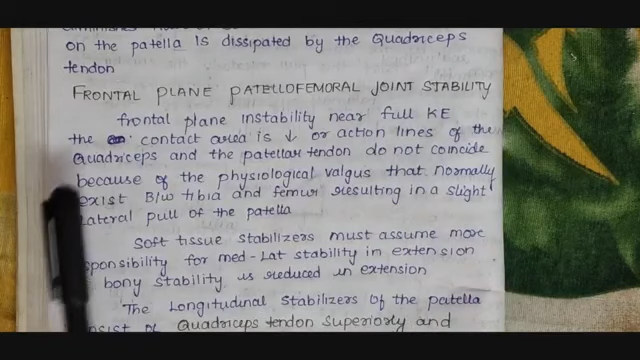 on the patella is dissipated by the Quadriceps
tendon
FRONTAL PLANE PATELLOFEMORAL JOINT STABILITY
frontal plane instability near full KE
the contact area is ↓ or action lines of the
Quadriceps and the patellar tendon do not coincide
because of the physiological valgus that normally
exist B/w tibia and femur resulting in a slight
lateral pull of the patella
Soft tissue stabilizers must assume more
sponsibility for med-Lat stability in extension
bony stability is reduced in extension
The Longitudinal stabilizers of the patella
Quadriceps tendon superiorly and